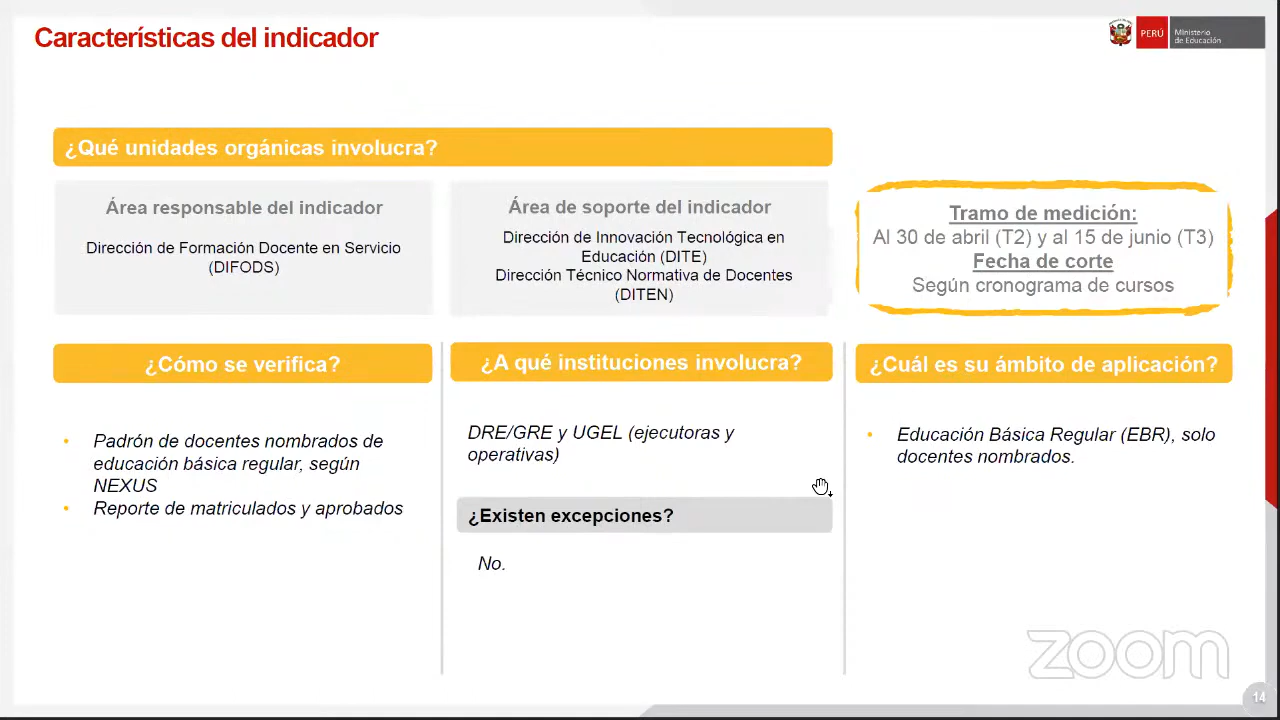 Características del indicador
PERÚ
Ministerio
de Educación
¿Qué unidades orgánicas involucra?
Área responsable del indicador
Dirección de Formación Docente en Servicio
(DIFODS)
Área de soporte del indicador
Dirección de Innovación Tecnológica en
Educación (DITE)
Dirección Técnico Normativa de Docentes
(DITEN)
Tramo de medición:
Al 30 de abril (T2) y al 15 de junio (T3)
Fecha de corte
Según cronograma de cursos
¿Cómo se verifica?
• Padrón de docentes nombrados de
educación básica regular, según
NEXUS
• Reporte de matriculados y aprobados
¿A qué instituciones involucra?
DRE/GRE y UGEL (ejecutoras y
operativas)
¿Existen excepciones?
No.
¿Cuál es su ámbito de aplicación?
• Educación Básica Regular (EBR), solo
docentes nombrados.
zoom
14